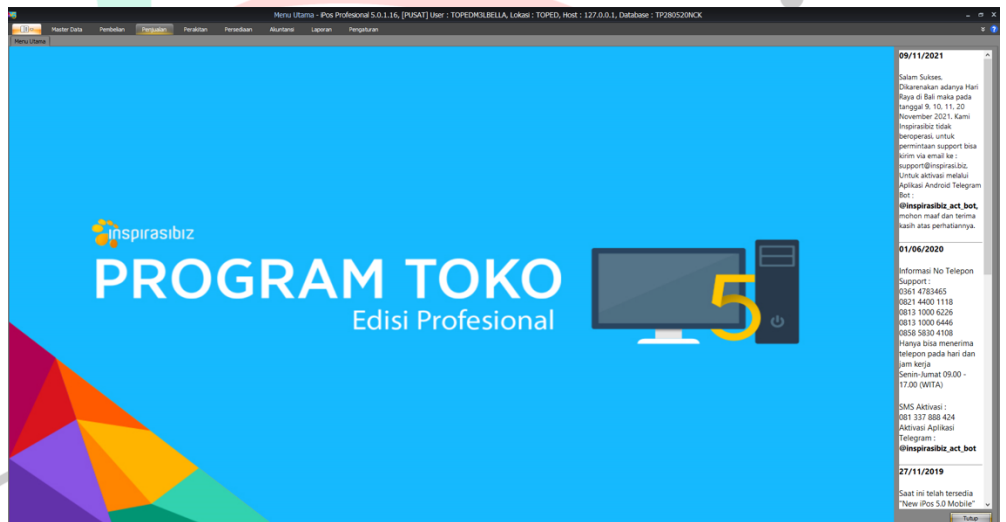 Menu Utama - iPos Profesional 5.0.1.16, [PUSAT] User : TOPEDM3LBELLA, Lokasi : TOPED, Host : 127.0.0.1, Database : TP280520NCK
Master Data Pembelian Penjualan Perakitan Persediaan Akuntansi Laporan Pengaturan
Menu Utama
inspirasibiz
PROGRAM TOKO
Edisi Profesional
5
09/11/2021
Salam Sukses,
Dikarenakan adanya Hari
Raya di Bali maka pada
tanggal 9, 10, 11, 20
November 2021. Kami
Inspirasibiz tidak
beroperasi, untuk
permintaan support bisa
kirim via email ke :
support@inspirasi.biz,
Untuk aktivasi melalui
Aplikasi Android Telegram
Bot :
@inspirasibiz_act_bot,
mohon maaf dan terima
kasih atas perhatiannya.
01/06/2020
Informasi No Telepon
Support :
0361 4783465
0821 4400 1118
0813 1000 6226
0813 1000 6446
0858 5830 4108
Hanya bisa menerima
telepon pada hari dan
jam kerja
Senin-Jumat 09.00 -
17.00 (WITA)
SMS Aktivasi :
081 337 888 424
Aktivasi Aplikasi
Telegram :
@inspirasibiz_act_bot
27/11/2019
Saat ini telah tersedia
"New iPos 5.0 Mobile"
Tutup